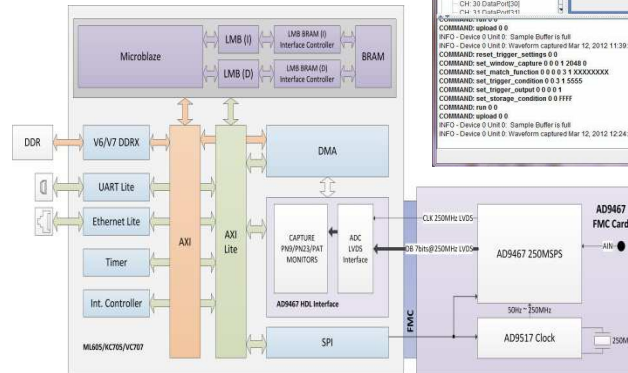 CH: 30 DataPort[30]
CH: 31 DataPort[31]
COMMAND: run 0 0
COMMAND: upload 0 0
INFO - Device 0 Unit 0: Sample Buffer is full
INFO - Device 0 Unit 0: Waveform captured Mar 12, 2012 11:39:
COMMAND: reset_trigger_settings 0 0
COMMAND: set_window_capture 0 0 0 1 2048 0
COMMAND: set_match_function 0 0 0 0 3 1 XXXXXXXX
COMMAND: set_trigger_condition 0 0 3 1 5555
COMMAND: set_trigger_output 0 0 0 0 1
COMMAND: set_storage_condition 0 0 FFFF
COMMAND: run 0 0
COMMAND: upload 0 0
INFO - Device 0 Unit 0: Sample Buffer is full
INFO - Device 0 Unit 0: Waveform captured Mar 12, 2012 12:24:
Microblaze
LMB (I)
LMB BRAM (I)
Interface Controller
LMB (D)
LMB BRAM (D)
Interface Controller
BRAM
DDR
V6/V7 DDRX
UART Lite
Ethernet Lite
Timer
Int. Controller
AXI
AXI
Lite
DMA
CAPTURE
PN9/PN23/PAT
MONITORS
ADC
LVDS
Interface
AD9467 HDL Interface
SPI
ML605/KC705/VC707
FMC
CLK 250MHz LVDS
DB 7bits@250MHz LVDS
AD9467 250MSPS
AD9467
FMC Card
AIN
50Hz ~ 250MHz
AD9517 Clock
250M